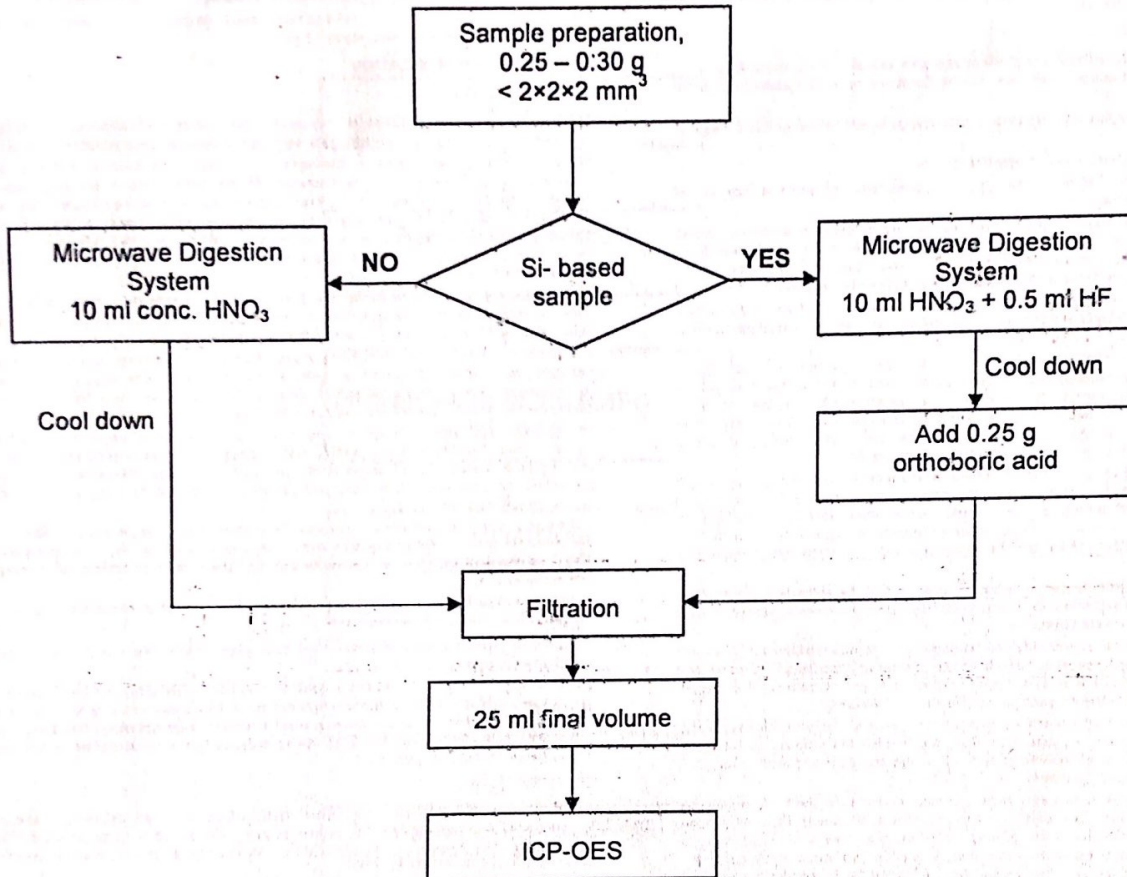 Sample preparation,
0.25 – 0.30 g
< 2×2×2 mm³
Si- based
sample
NO
YES
Microwave Digestion
System
10 ml conc. HNO₃
Microwave Digestion
System
10 ml HNO₃ + 0.5 ml HF
Cool down
Cool down
Add 0.25 g
orthoboric acid
Filtration
25 ml final volume
ICP-OES